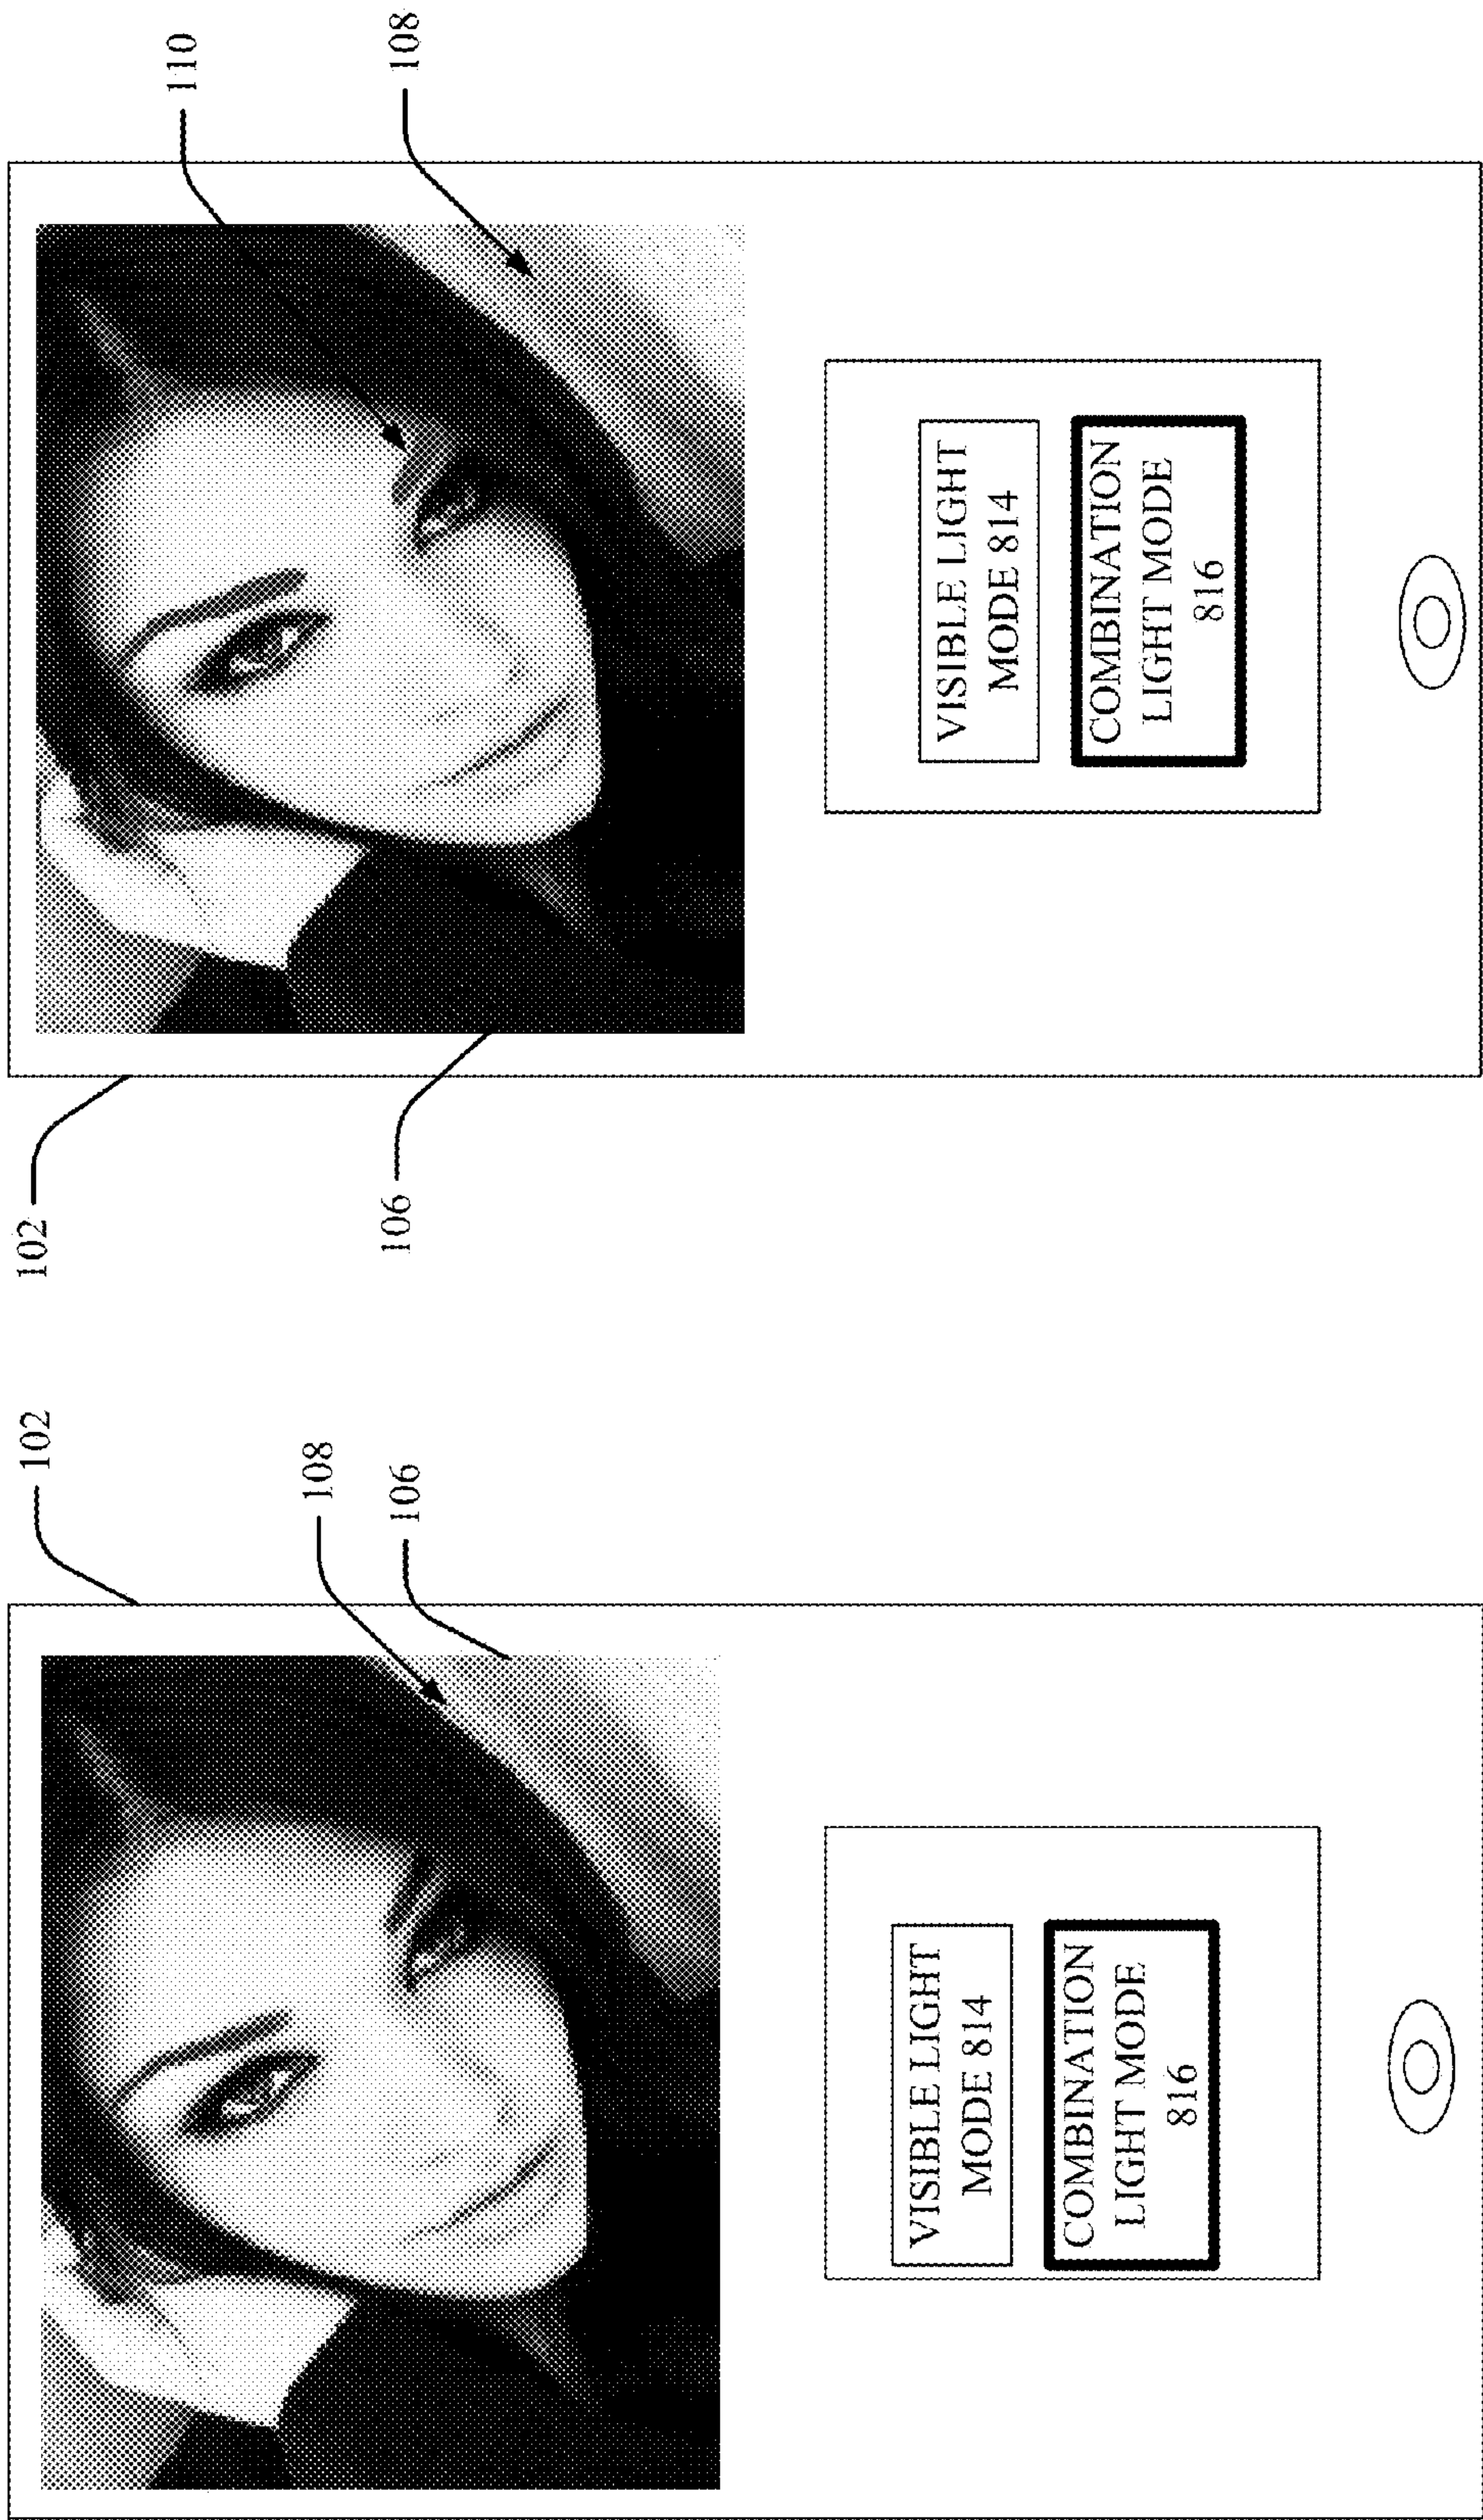 102
108
106
VISIBLE LIGHT
MODE 814
COMBINATION
LIGHT MODE
816
102
110
106
108
VISIBLE LIGHT
MODE 814
COMBINATION
LIGHT MODE
816